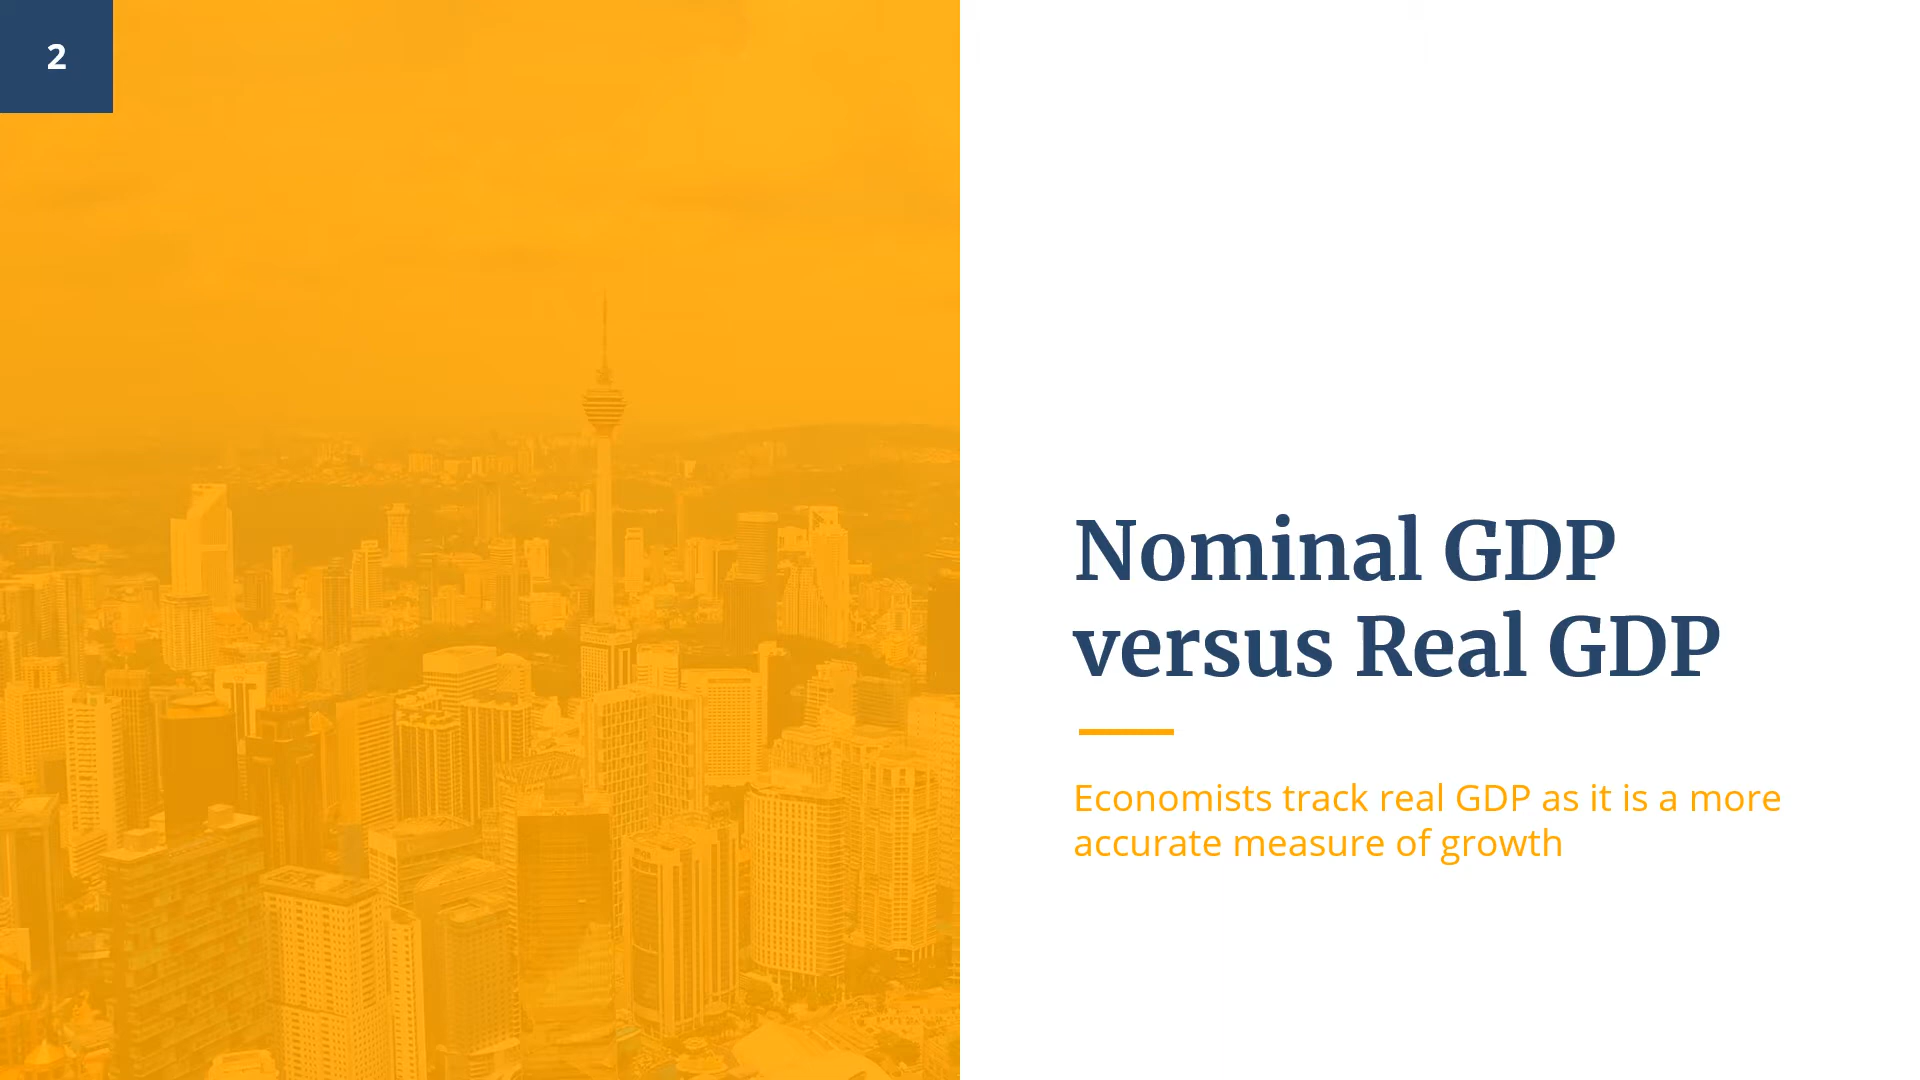 2
Nominal GDP
versus Real GDP
Economists track real GDP as it is a more
accurate measure of growth